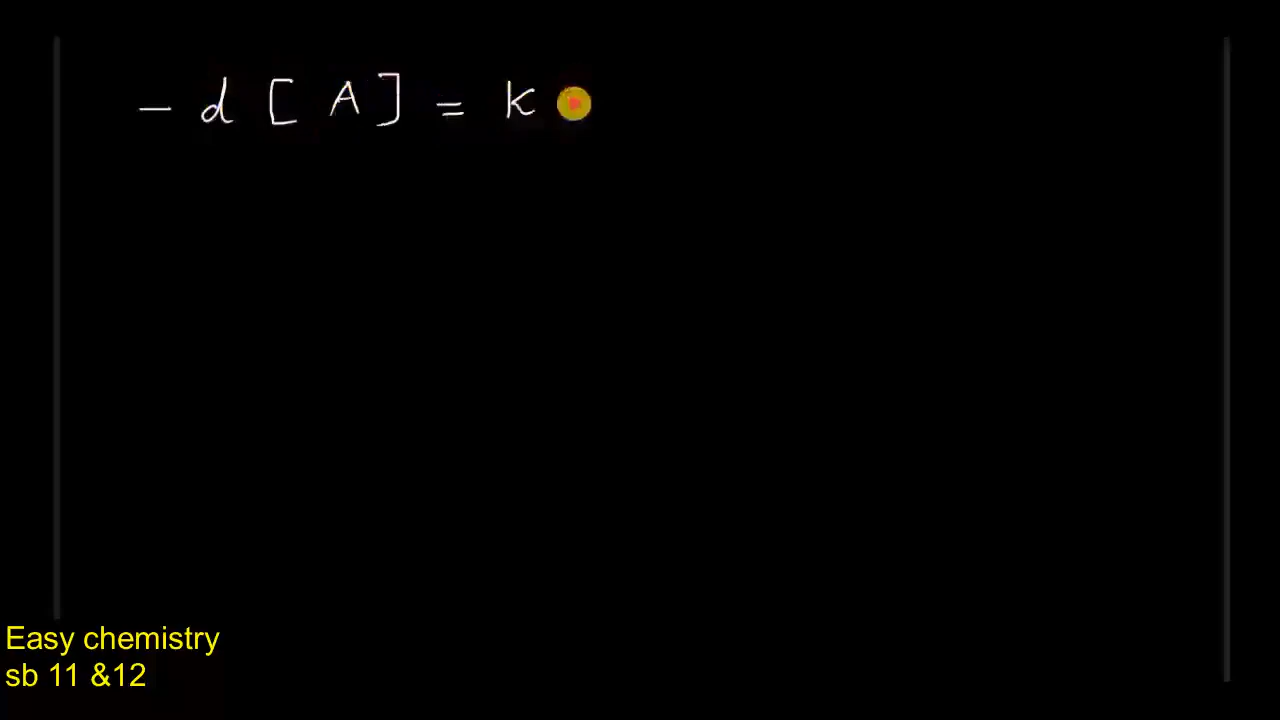 - d [ A ] = K
Easy chemistry
sb 11 &12